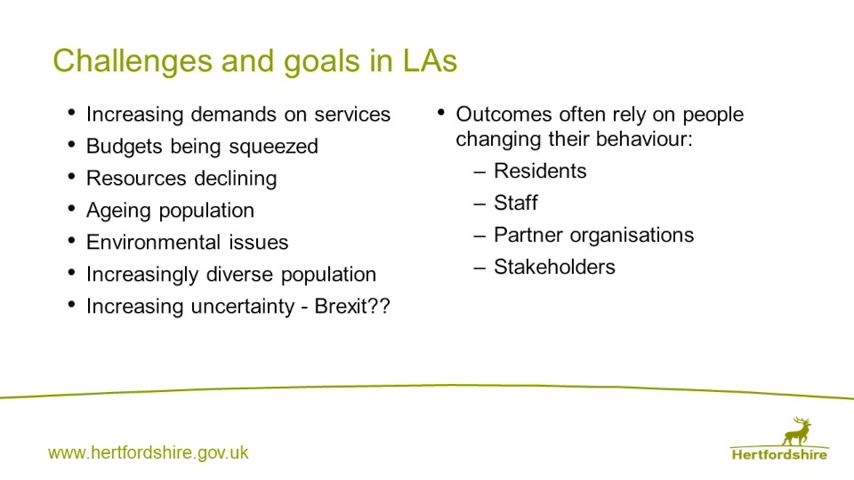 Challenges and goals in LAs
• Increasing demands on services
• Budgets being squeezed
• Resources declining
• Ageing population
• Environmental issues
• Increasingly diverse population
• Increasing uncertainty - Brexit??
• Outcomes often rely on people
changing their behaviour:
– Residents
– Staff
– Partner organisations
– Stakeholders
www.hertfordshire.gov.uk
Hertfordshire